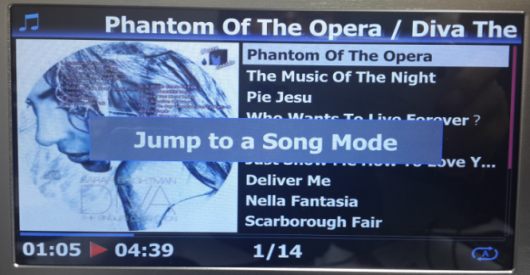 Phantom Of The Opera / Diva The
Phantom Of The Opera
The Music Of The Night
Pie Jesu
Who Wants To Live Forever ?
Jump to a Song Mode
Just Show Me How To Love Y...
Deliver Me
Nella Fantasia
Scarborough Fair
DIVA
01:05 04:39 1/14
A